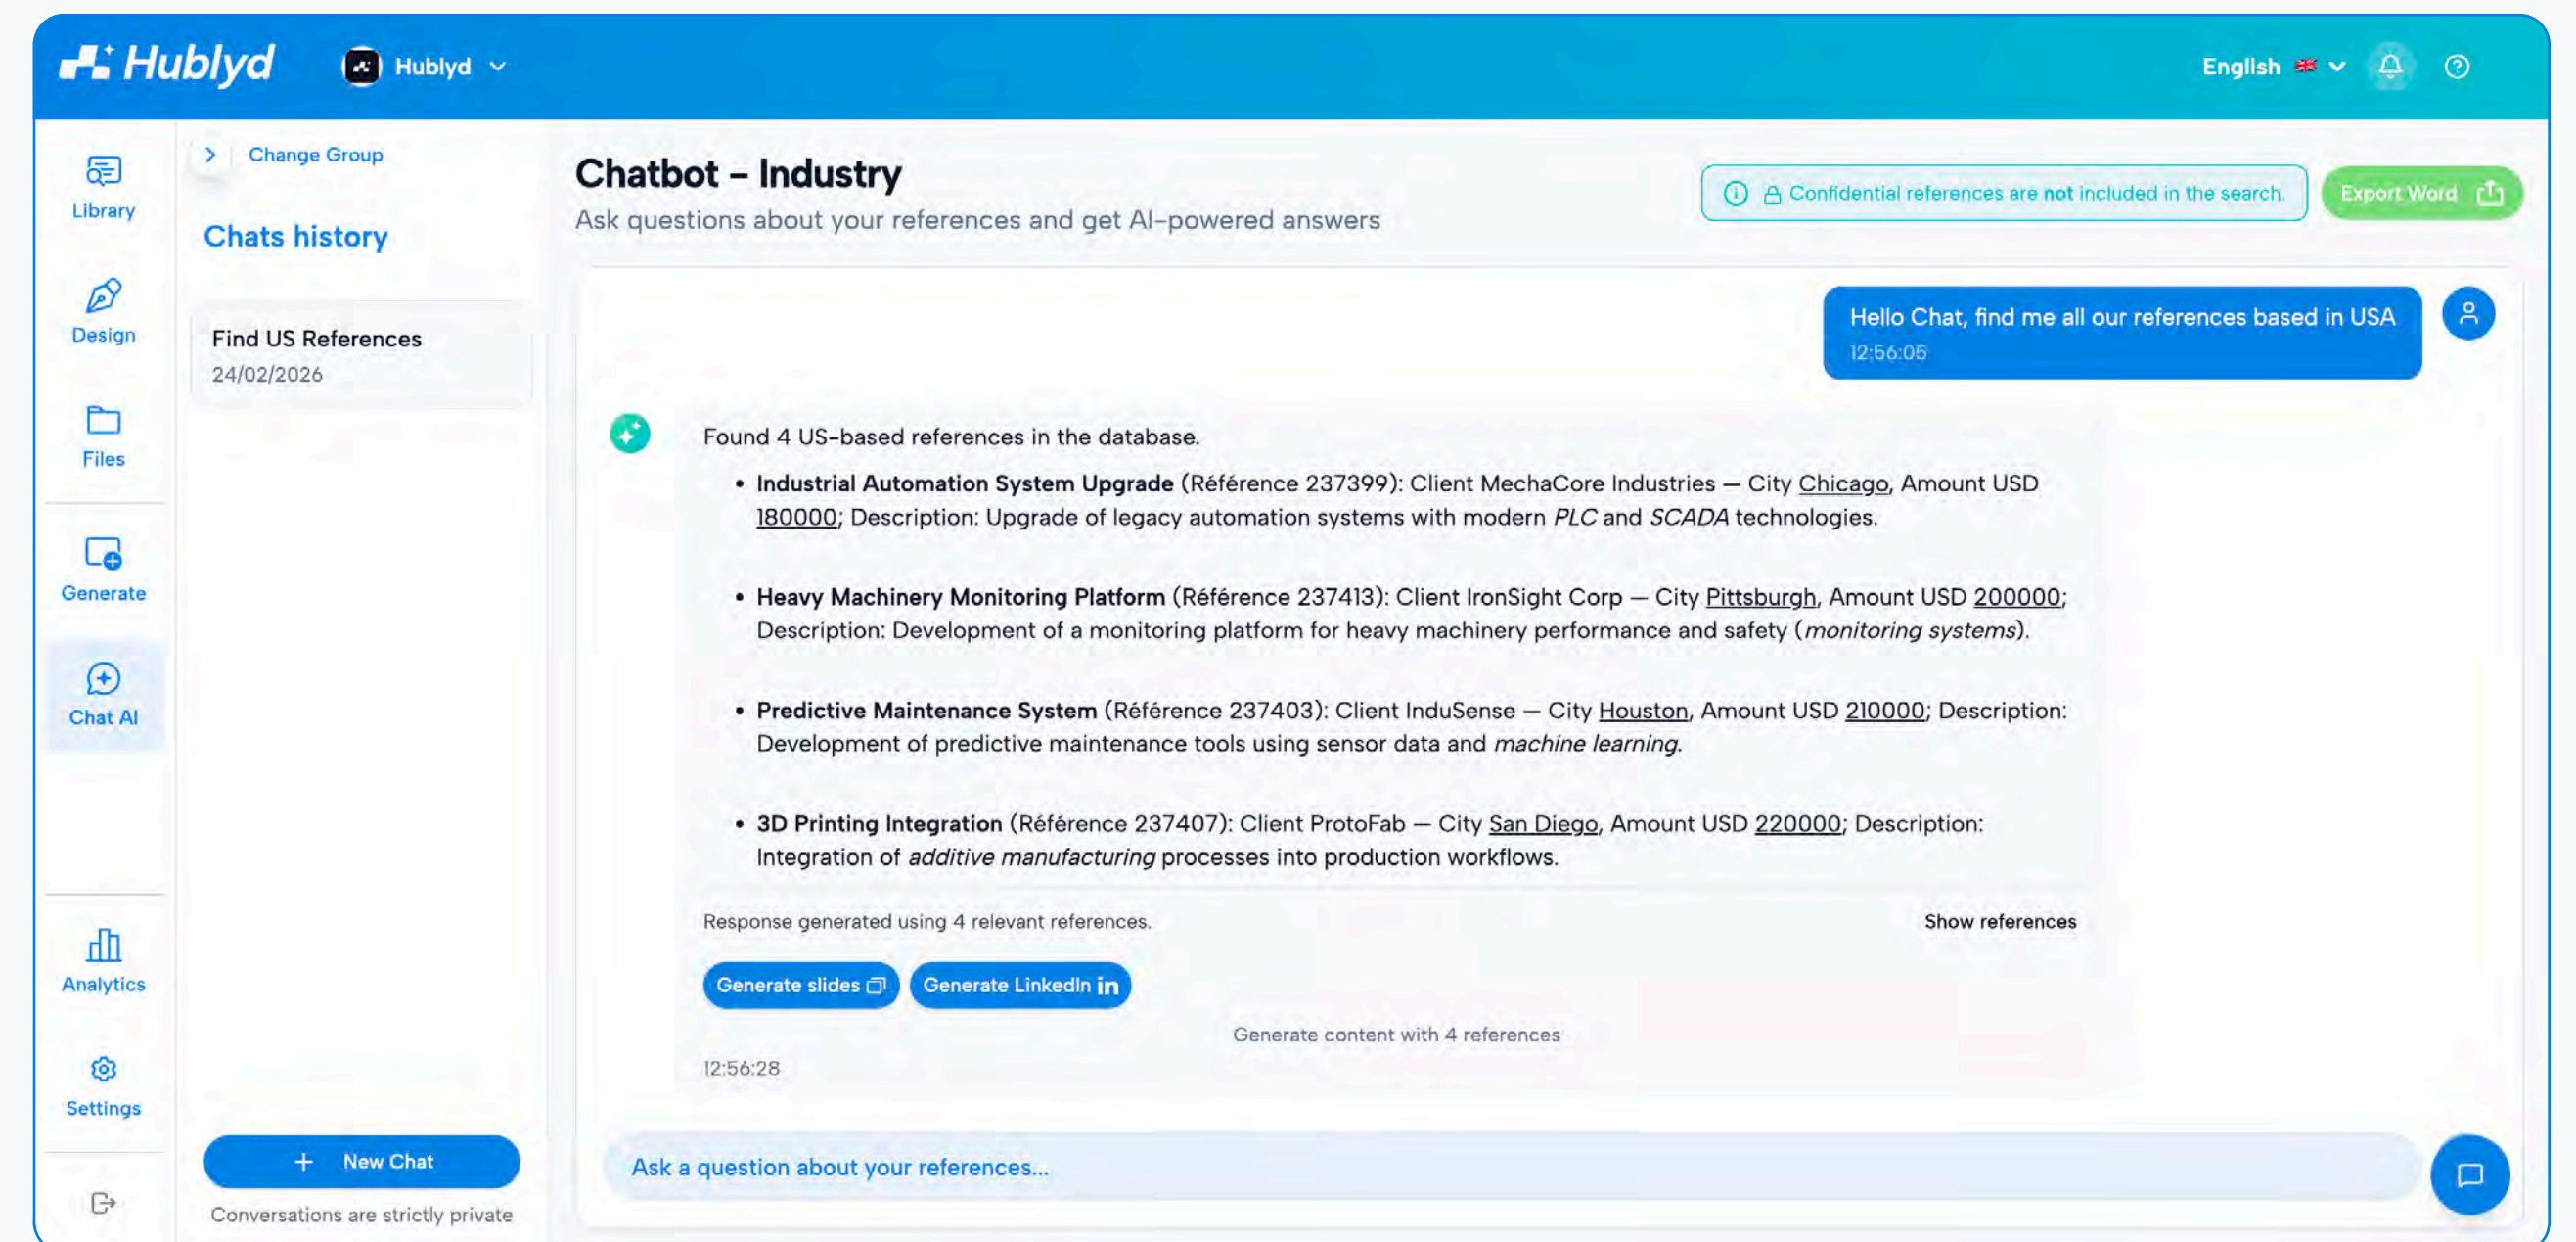 Hublyd
Hublyd
English
Library
Design
Files
Generate
Chat AI
Analytics
Settings
Change Group
Chats history
Find US References
24/02/2026
+ New Chat
Conversations are strictly private
Chatbot – Industry
Ask questions about your references and get AI-powered answers
Confidential references are not included in the search.
Export Word
Hello Chat, find me all our references based in USA
12:56:05
Found 4 US-based references in the database.
• Industrial Automation System Upgrade (Référence 237399): Client MechaCore Industries — City Chicago, Amount USD
180000; Description: Upgrade of legacy automation systems with modern PLC and SCADA technologies.
• Heavy Machinery Monitoring Platform (Référence 237413): Client IronSight Corp — City Pittsburgh, Amount USD 200000;
Description: Development of a monitoring platform for heavy machinery performance and safety (monitoring systems).
• Predictive Maintenance System (Référence 237403): Client InduSense — City Houston, Amount USD 210000; Description:
Development of predictive maintenance tools using sensor data and machine learning.
• 3D Printing Integration (Référence 237407): Client ProtoFab — City San Diego, Amount USD 220000; Description:
Integration of additive manufacturing processes into production workflows.
Response generated using 4 relevant references.
Show references
Generate slides
Generate LinkedIn in
Generate content with 4 references
12:56:28
Ask a question about your references...